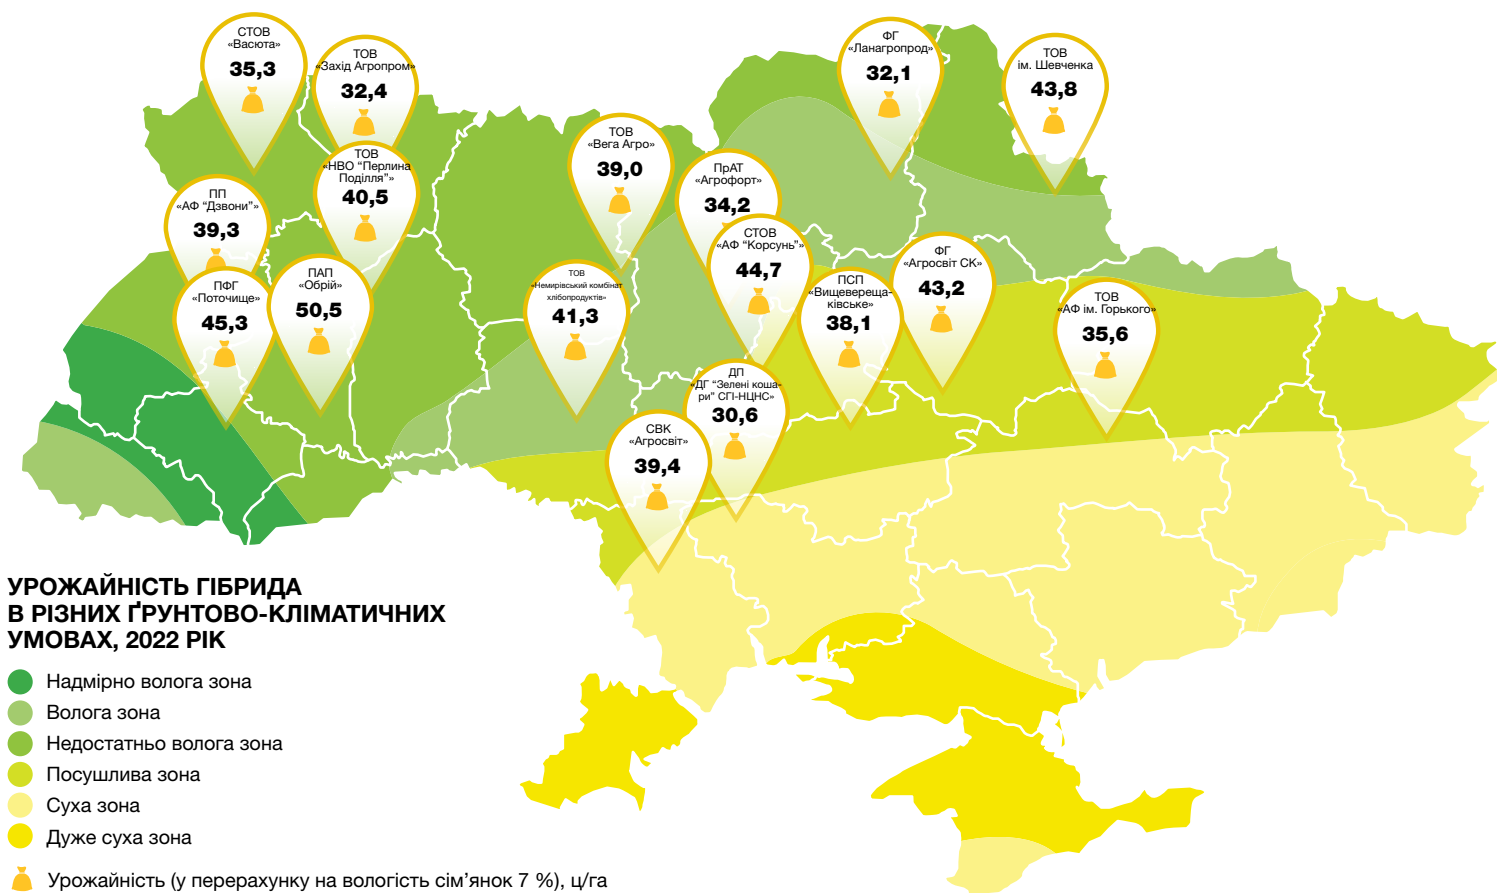 СТОВ
«Васюта»
35,3
ТОВ
«Захід Агропром»
32,4
ФГ
«Ланагропрод»
32,1
ТОВ
ім. Шевченка
43,8
ТОВ
«НВО “Перлина
Поділля”»
40,5
ТОВ
«Вега Агро»
39,0
ПрАТ
«Агрофорт»
34,2
ПП
«АФ “Дзвони”»
39,3
СТОВ
«АФ “Корсунь”»
44,7
ФГ
«Агросвіт СК»
43,2
ПФГ
«Поточище»
45,3
ПАП
«Обрій»
50,5
ТОВ
«Немирівський комбінат
хлібопродуктів»
41,3
ПСП
«Вищевереща-
ківське»
38,1
ТОВ
«АФ ім. Горького»
35,6
ДП
«ДГ “Зелені коша-
ри” СГІ-НЦНС»
30,6
СВК
«Агросвіт»
39,4
УРОЖАЙНІСТЬ ГІБРИДА
В РІЗНИХ ҐРУНТОВО-КЛІМАТИЧНИХ
УМОВАХ, 2022 РІК
Надмірно волога зона
Волога зона
Недостатньо волога зона
Посушлива зона
Суха зона
Дуже суха зона
Урожайність (у перерахунку на вологість сім’янок 7 %), ц/га